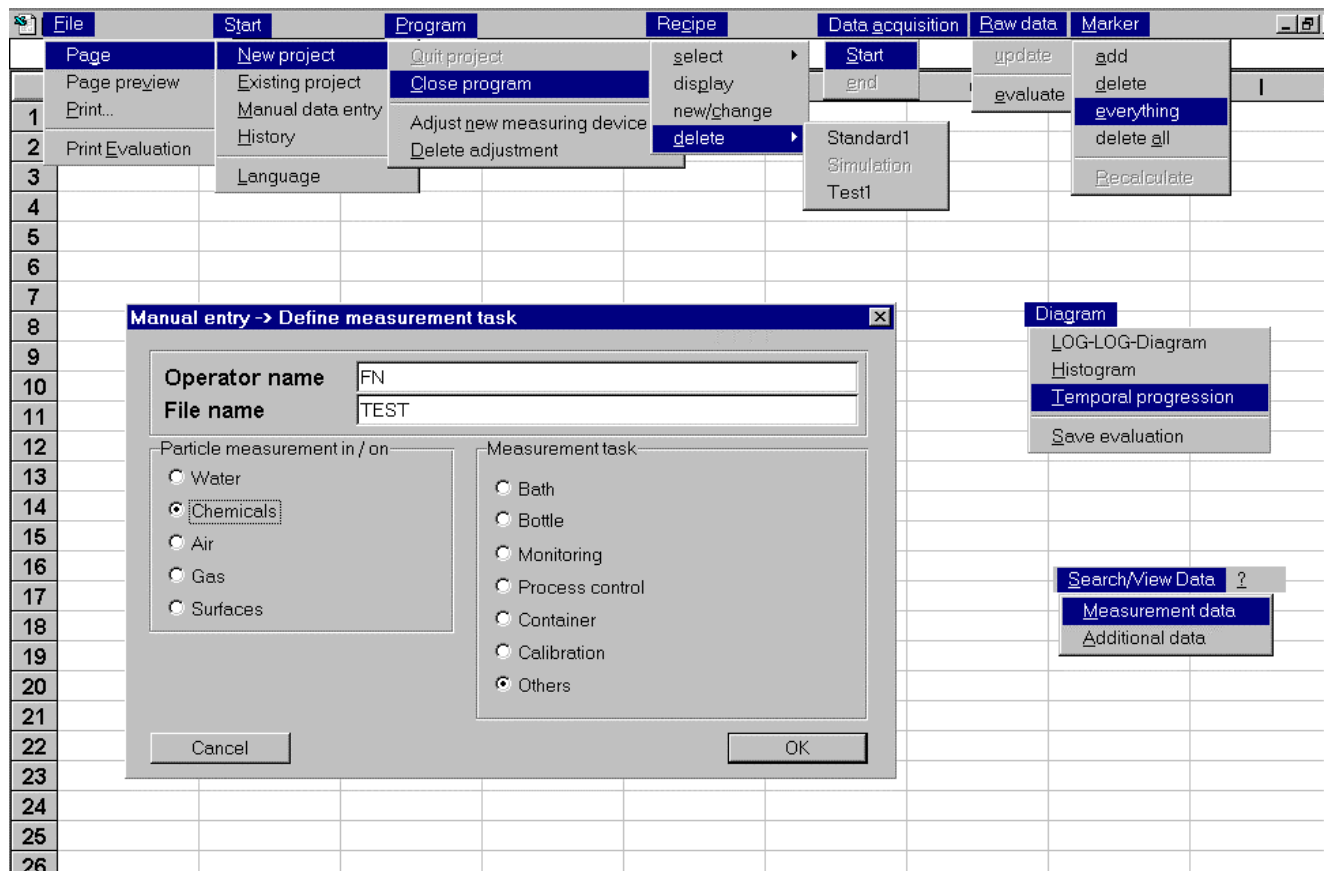 File Start Program Recipe Data acquisition Raw data Marker
Page
Page preview
Print...
Print Evaluation
New project
Existing project
Manual data entry
History
Language
Quit project
Close program
Adjust new measuring device
Delete adjustment
select
display
new/change
delete
Standard1
Simulation
Test1
Start
end
update
evaluate
add
delete
everything
delete all
Recalculate
I
1
2
3
4
5
6
7
8
9
10
11
12
13
14
15
16
17
18
19
20
21
22
23
24
25
26
Manual entry -> Define measurement task
Operator name FN
File name TEST
Particle measurement in / on
Water
Chemicals
Air
Gas
Surfaces
Measurement task
Bath
Bottle
Monitoring
Process control
Container
Calibration
Others
Cancel OK
Diagram
LOG-LOG-Diagram
Histogram
Temporal progression
Save evaluation
Search/View Data ?
Measurement data
Additional data